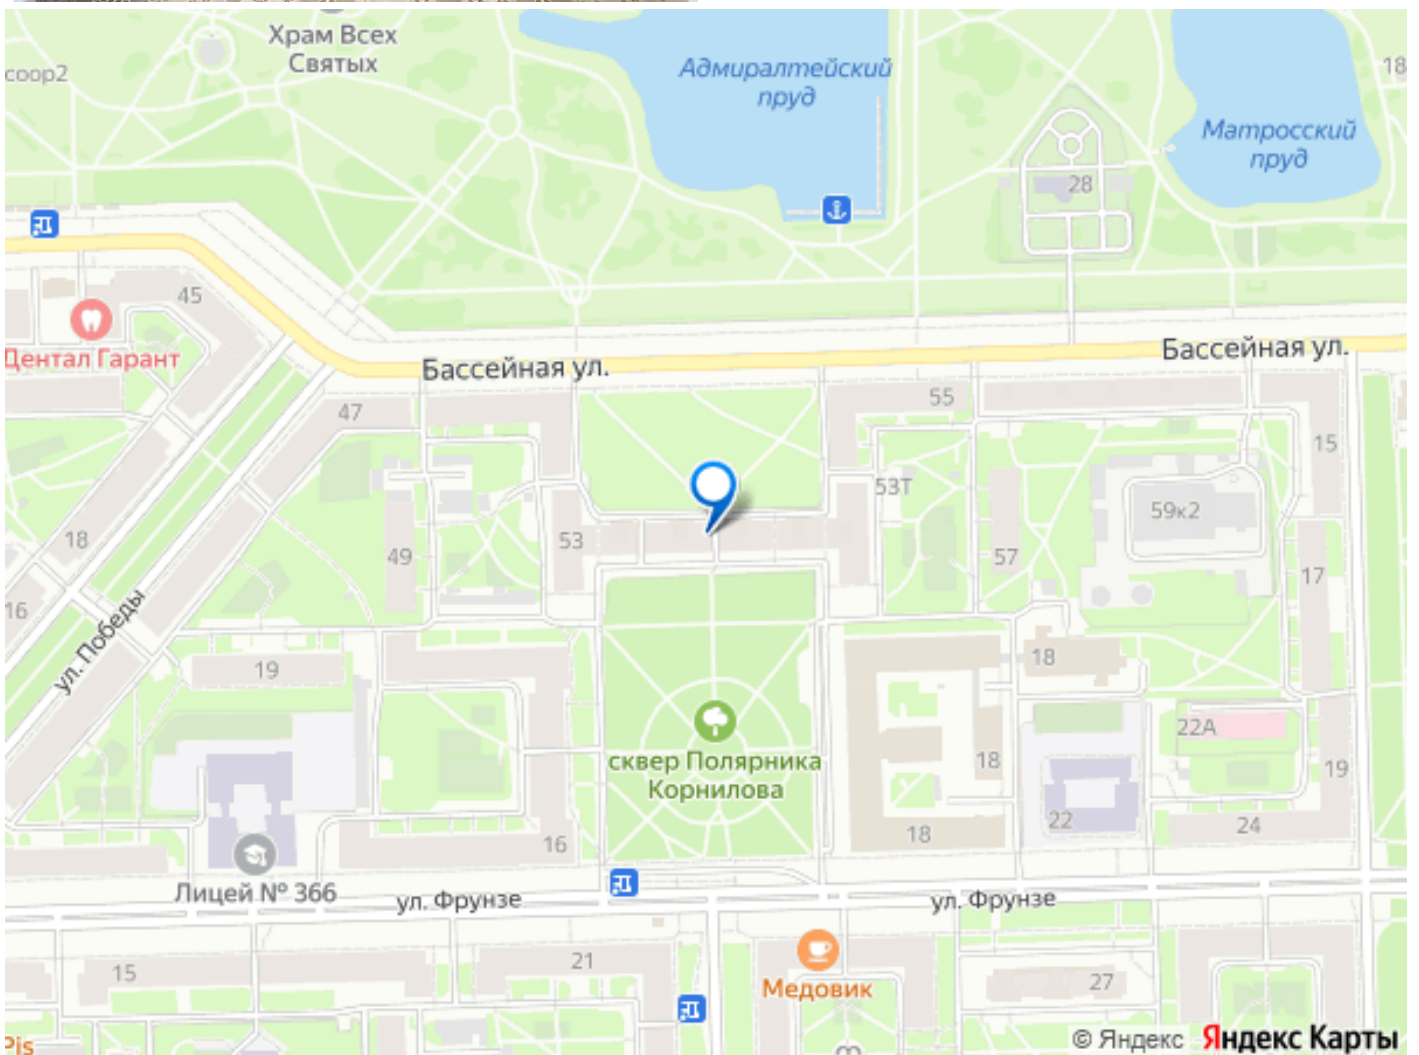 Храм Всех
Святых
соор2
Адмиралтейский
пруд
18
Матросский
пруд
28
45
Дентал Гарант
Бассейная ул.
Бассейная ул.
47
55
15
53Т
59к2
18
53
49
57
17
16
ул. Победы
19
18
22А
сквер Полярника
Корнилова
18
19
16
18
22
24
Лицей № 366
ул. Фрунзе
ул. Фрунзе
15
21
Медовик
27
Pis
© Яндекс Яндекс Карты